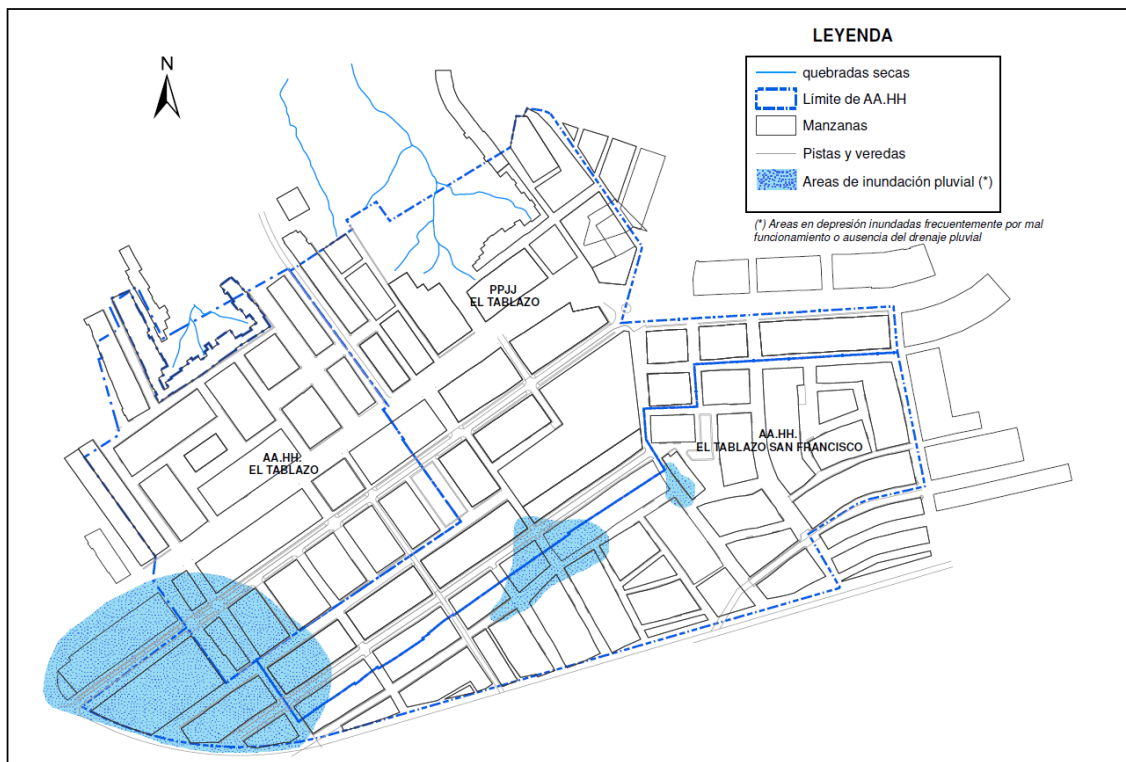 LEYENDA
quebradas secas
Límite de AA.HH
Manzanas
Pistas y veredas
Areas de inundación pluvial (*)
(*) Areas en depresión inundadas frecuentemente por mal
funcionamiento o ausencia del drenaje pluvial
N
PPJJ
EL TABLAZO
AA.HH.
EL TABLAZO SAN FRANCISCO
AA.HH.
EL TABLAZO